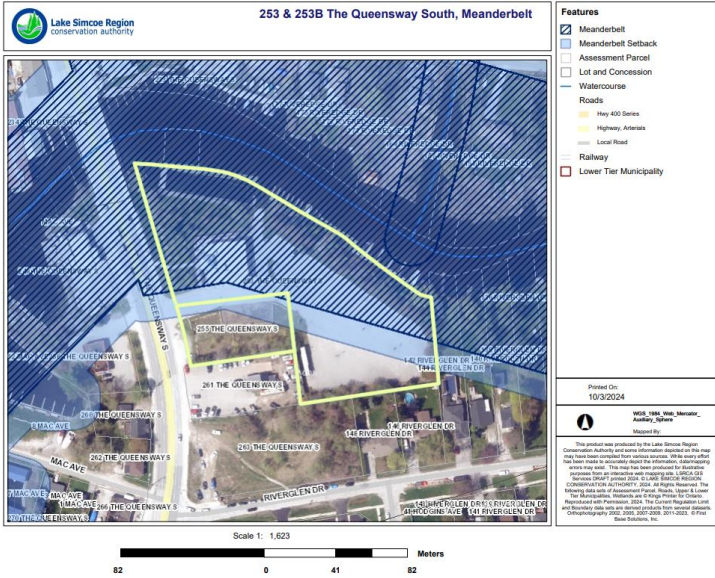 Lake Simcoe Region
conservation authority
253 & 253B The Queensway South, Meanderbelt
Features
Meanderbelt
Meanderbelt Setback
Assessment Parcel
Lot and Concession
Watercourse
Roads
Hwy 400 Series
Highway, Arterials
Local Road
Railway
Lower Tier Municipality
255 THE QUEENSWAY S
261 THE QUEENSWAY S
144 RIVERGLEN DR
146 RIVERGLEN DR
148 RIVERGLEN DR
263 THE QUEENSWAY S
262 THE QUEENSWAY S
8 MAC AVE
MAC AVE
MAC AVE
1 MAC AVE
266 THE QUEENSWAY S
RIVERGLEN DR
141 RIVERGLEN DR
Printed On:
10/3/2024
WGS_1984_Web_Mercator_
Auxiliary_Sphere
Mapped By:
This product was produced by the Lake Simcoe Region
Conservation Authority and some information depicted on this map
may have been compiled from various sources. While every effort
has been made to accurately depict the information, data/mapping
errors may exist. This map has been produced for illustrative
purposes from an interactive web mapping site. LSRCA GIS
Services DRAFT printed 2024. © LAKE SIMCOE REGION
CONSERVATION AUTHORITY, 2024. All Rights Reserved. The
following data sets of Assessment Parcel, Roads, Upper & Lower
Tier Municipalities, Wetlands are © Kings Printer for Ontario.
Reproduced with Permission, 2024. The Current Regulation Limit
and Boundary data sets are derived products from several datasets.
Orthophotography 2002, 2005, 2007-2009, 2011-2023, © First
Base Solutions, Inc.
Scale 1: 1,623
Meters
82 0 41 82